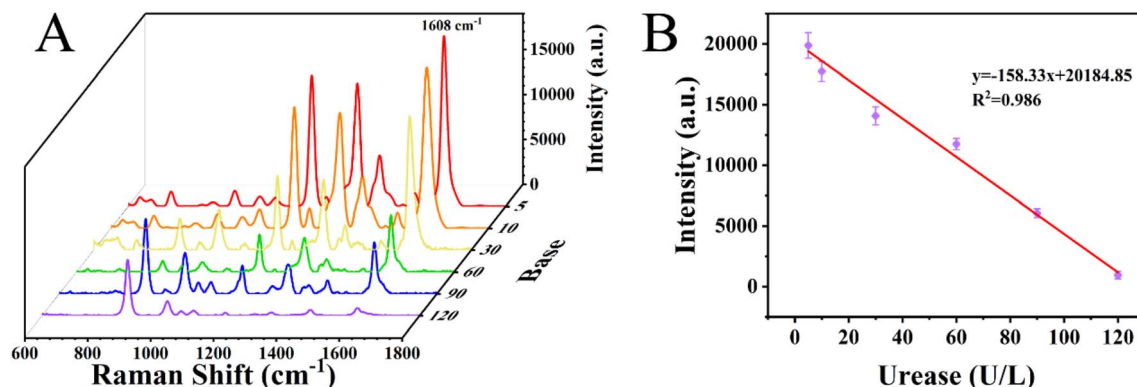 A
1608 cm⁻¹
15000
10000
5000
0
Intensity (a.u.)
5
10
30
60
90
120
Base
600 800 1000 1200 1400 1600 1800
Raman Shift (cm⁻¹)
B
20000
15000
10000
5000
0
Intensity (a.u.)
y=-158.33x+20184.85
R²=0.986
0 20 40 60 80 100 120
Urease (U/L)